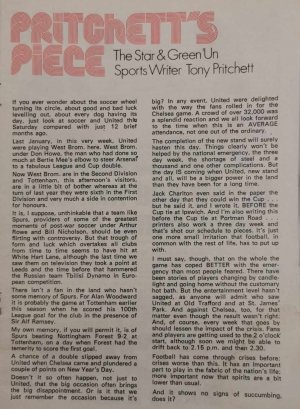 PRITCHETT'S
PIECE
The Star & Green Un
Sports Writer Tony Pritchett
If you ever wonder about the soccer wheel
turning its circle, about good and bad luck
levelling out, about every dog having its
day, just look at soccer and United this
Saturday compared with just 12 brief
months ago.
Last January, in this very week, United
were playing West Brom, here. West Brom,
under Don Howe, the man who had done so
much at Bertie Mee's elbow to steer Arsenal
to a fabulous League and Cup double.
Now West Brom. are in the Second Division
and Tottenham, this afternoon's visitors,
are in a little bit of bother whereas at the
turn of last year they were sixth in the First
Division and very much a side in contention
for honours.
It is, I suppose, unthinkable that a team like
Spurs, providers of some of the greatest
moments of post-war soccer under Arthur
Rowe and Bill Nicholson, should be even
flirting with danger, but the sudden trough of
form and luck which overtakes all clubs
from time to time seems to have hit at
White Hart Lane, although the last time we
saw them on television they took a point at
Leeds and the time before that hammered
the Russian team Tbilisi Dynamo in Euro-
pean competition.
There isn't a fan in the land who hasn't
some memory of Spurs. For Alan Woodward
it is probably the game at Tottenham earlier
this season when he scored his 100th
league goal for the club in the presence of
Sir Alf Ramsey.
My own memory, if you will permit it, is of
Spurs beating Nottingham Forest 9-2 at
Tottenham, on a day when Forest had the
temerity to score the first goal.
A chance of a double slipped away from
United when Chelsea came and plundered a
couple of points on New Year's Day.
Doesn't it so often happen, not just to
United, that the big occasion often brings
the big disappointment. Or is it that we
just remember the occasion because it's
big? In any event, United were delighted
with the way the fans rolled in for the
Chelsea game. A crowd of over 32,000 was
a splendid reaction and we all look forward
to the time when this is an AVERAGE
attendance, not one out of the ordinary.
The completion of the new stand will surely
hasten this day. Things clearly won't be
helped by the national emergency, the three
day week, the shortage of steel and a
thousand and one other complications. But
the day IS coming when United, new stand
and all, will be a bigger power in the land
than they have been for a long time.
Jack Charlton even said in the paper the
other day that they could win the Cup —
but he said it, and I wrote it, BEFORE the
Cup tie at Ipswich. And I'm also writing this
before the Cup tie at Portman Road —
printers also work a three day week and
that's shot our schedule to pieces. It's just
one more small way in which football, in
common with the rest of life, has to put up
with.
I must say, though, that on the whole the
game has coped BETTER with the emer-
gency than most people feared. There have
been stories of players changing by candle-
light and going home without the customary
hot bath. But the entertainment level hasn't
sagged, as anyone will admit who saw
United at Old Trafford and at St. James
Park. And against Chelsea, too, for that
matter even though the result wasn't right.
And, of course, every week that goes by
should lessen the impact of the crisis. Fans
and players are getting used to the 2 o'clock
start, although soon we might be able to
drift back to 2.15 p.m. and then 2.30.
Football has come through crises before;
crises worse than this. It has an important
part to play in the fabric of the nation's life;
more important now that spirits are a bit
lower than usual.
And it shows no signs of succumbing,
does it?